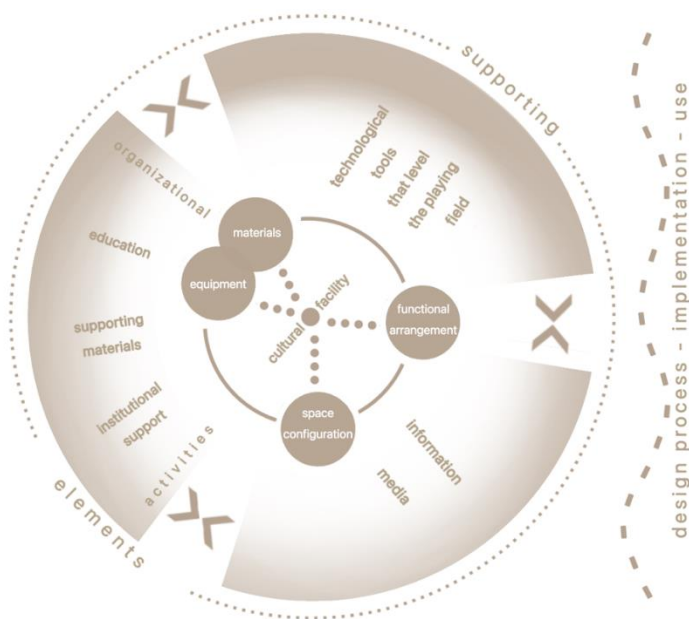 supporting
technological
tools
that level
the playing
field
organizational
education
supporting
materials
institutional
support
activities
elements
materials
equipment
cultural
facility
functional
arrangement
space
configuration
information
media
design process - implementation - use